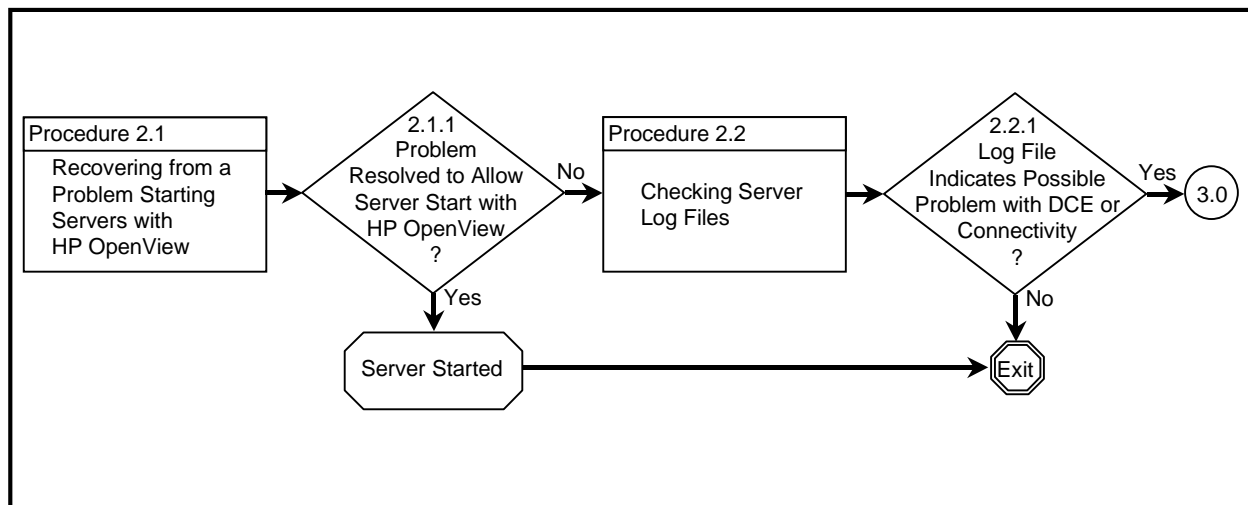 Procedure 2.1
Recovering from a
Problem Starting
Servers with
HP OpenView
2.1.1
Problem
Resolved to Allow
Server Start with
HP OpenView
?
No
Yes
Server Started
Procedure 2.2
Checking Server
Log Files
2.2.1
Log File
Indicates Possible
Problem with DCE or
Connectivity
?
Yes
3.0
No
Exit